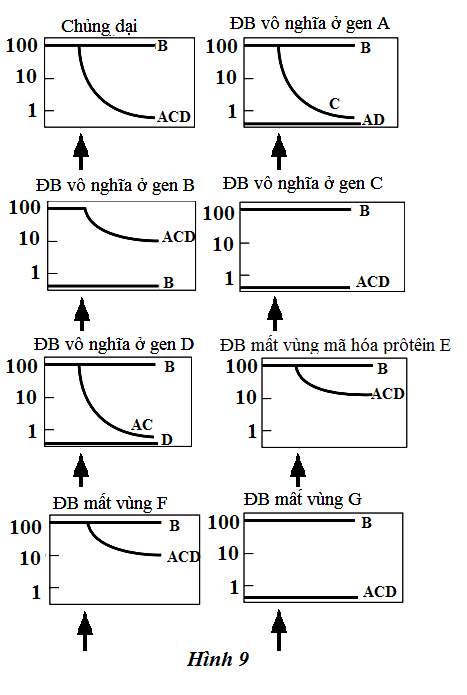 Chủng dại
100
10
1
B
ACD
ĐB vô nghĩa ở gen A
100
10
1
B
C
AD
ĐB vô nghĩa ở gen B
100
10
1
ACD
B
ĐB vô nghĩa ở gen C
100
10
1
B
ACD
ĐB vô nghĩa ở gen D
100
10
1
B
AC
D
ĐB mất vùng mã hóa prôtêin E
100
10
1
B
ACD
ĐB mất vùng F
100
10
1
B
ACD
ĐB mất vùng G
100
10
1
B
ACD
Hình 9